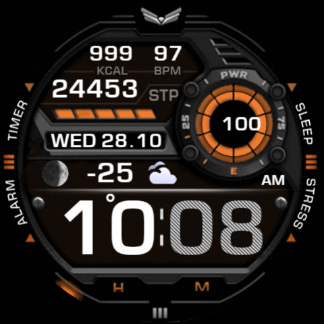 999 97
KCAL BPM
24453 STP
PWR
25 100 75
E
WED 28.10
-25°
AM
10:08
H M
TIMER
ALARM
SLEEP
STRESS